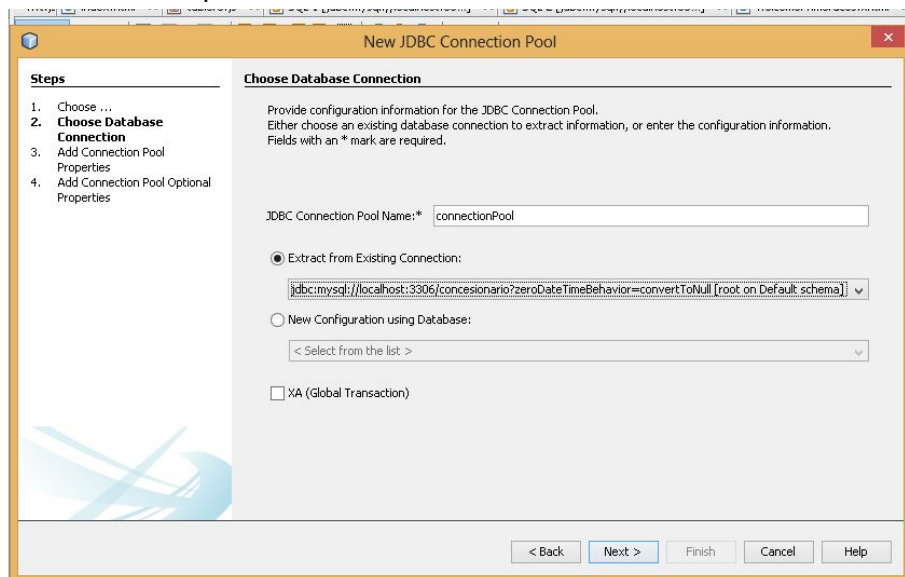 New JDBC Connection Pool
Steps
1. Choose ...
2. Choose Database
Connection
3. Add Connection Pool
Properties
4. Add Connection Pool Optional
Properties
Choose Database Connection
Provide configuration information for the JDBC Connection Pool.
Either choose an existing database connection to extract information, or enter the configuration information.
Fields with an * mark are required.
JDBC Connection Pool Name:* connectionPool
Extract from Existing Connection:
jdbc:mysql://localhost:3306/concesionario?zeroDateTimeBehavior=convertToNull [root on Default schema]
New Configuration using Database:
< Select from the list >
XA (Global Transaction)
< Back Next > Finish Cancel Help